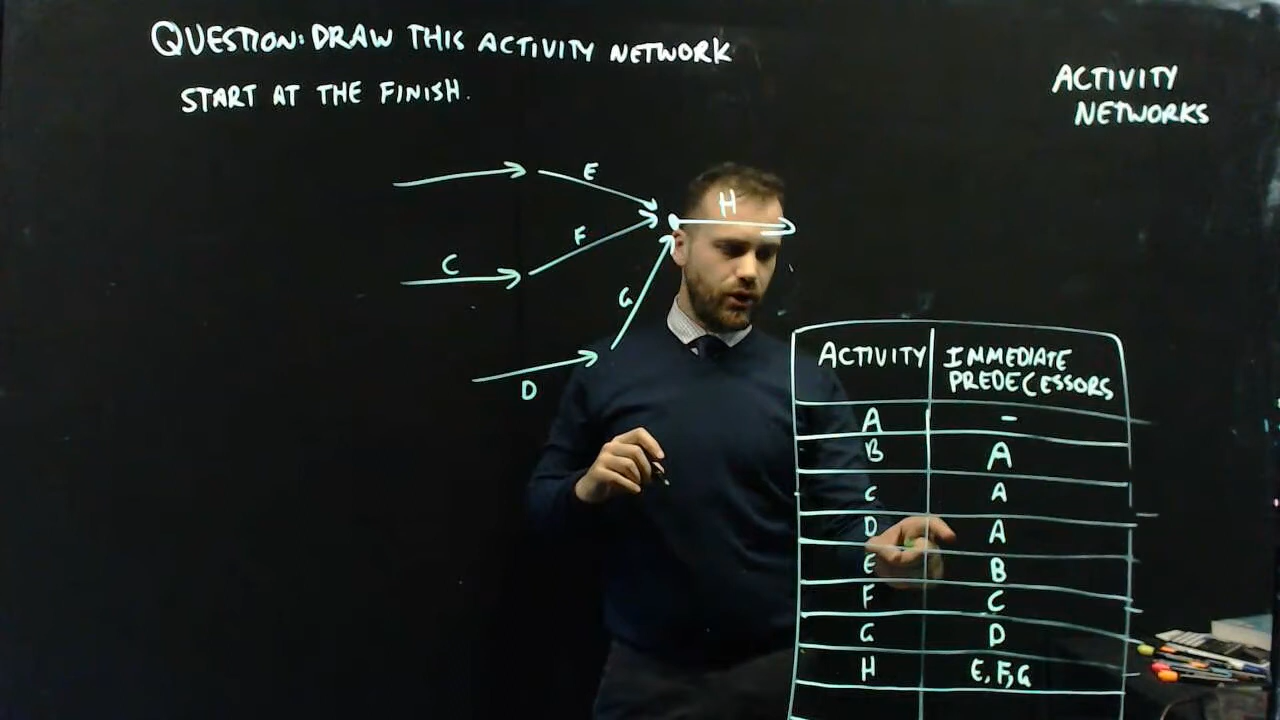 QUESTION: DRAW THIS ACTIVITY NETWORK
START AT THE FINISH.
ACTIVITY
NETWORKS
E
H
F
C
G
D
ACTIVITY IMMEDIATE
PREDECESSORS
A -
B A
C A
D A
E B
F C
G D
H E, F, G